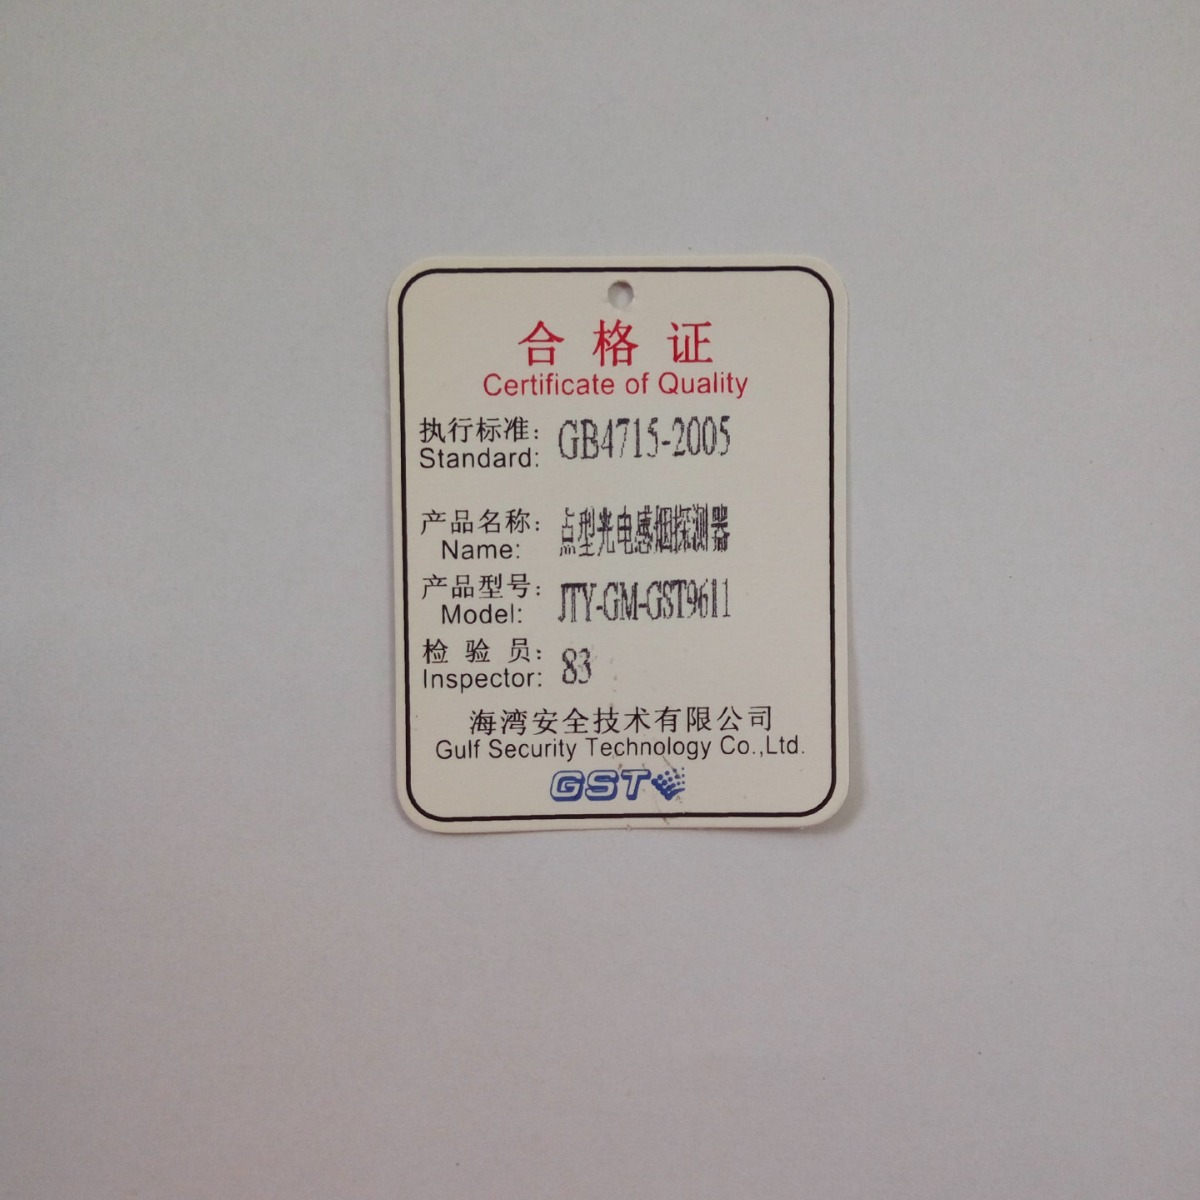 合格证
Certificate of Quality
执行标准: GB4715-2005
Standard:
产品名称: 点型光电感烟探测器
Name:
产品型号: JTY-GM-GST9611
Model:
检验员: 83
Inspector:
海湾安全技术有限公司
Gulf Security Technology Co.,Ltd.
GST